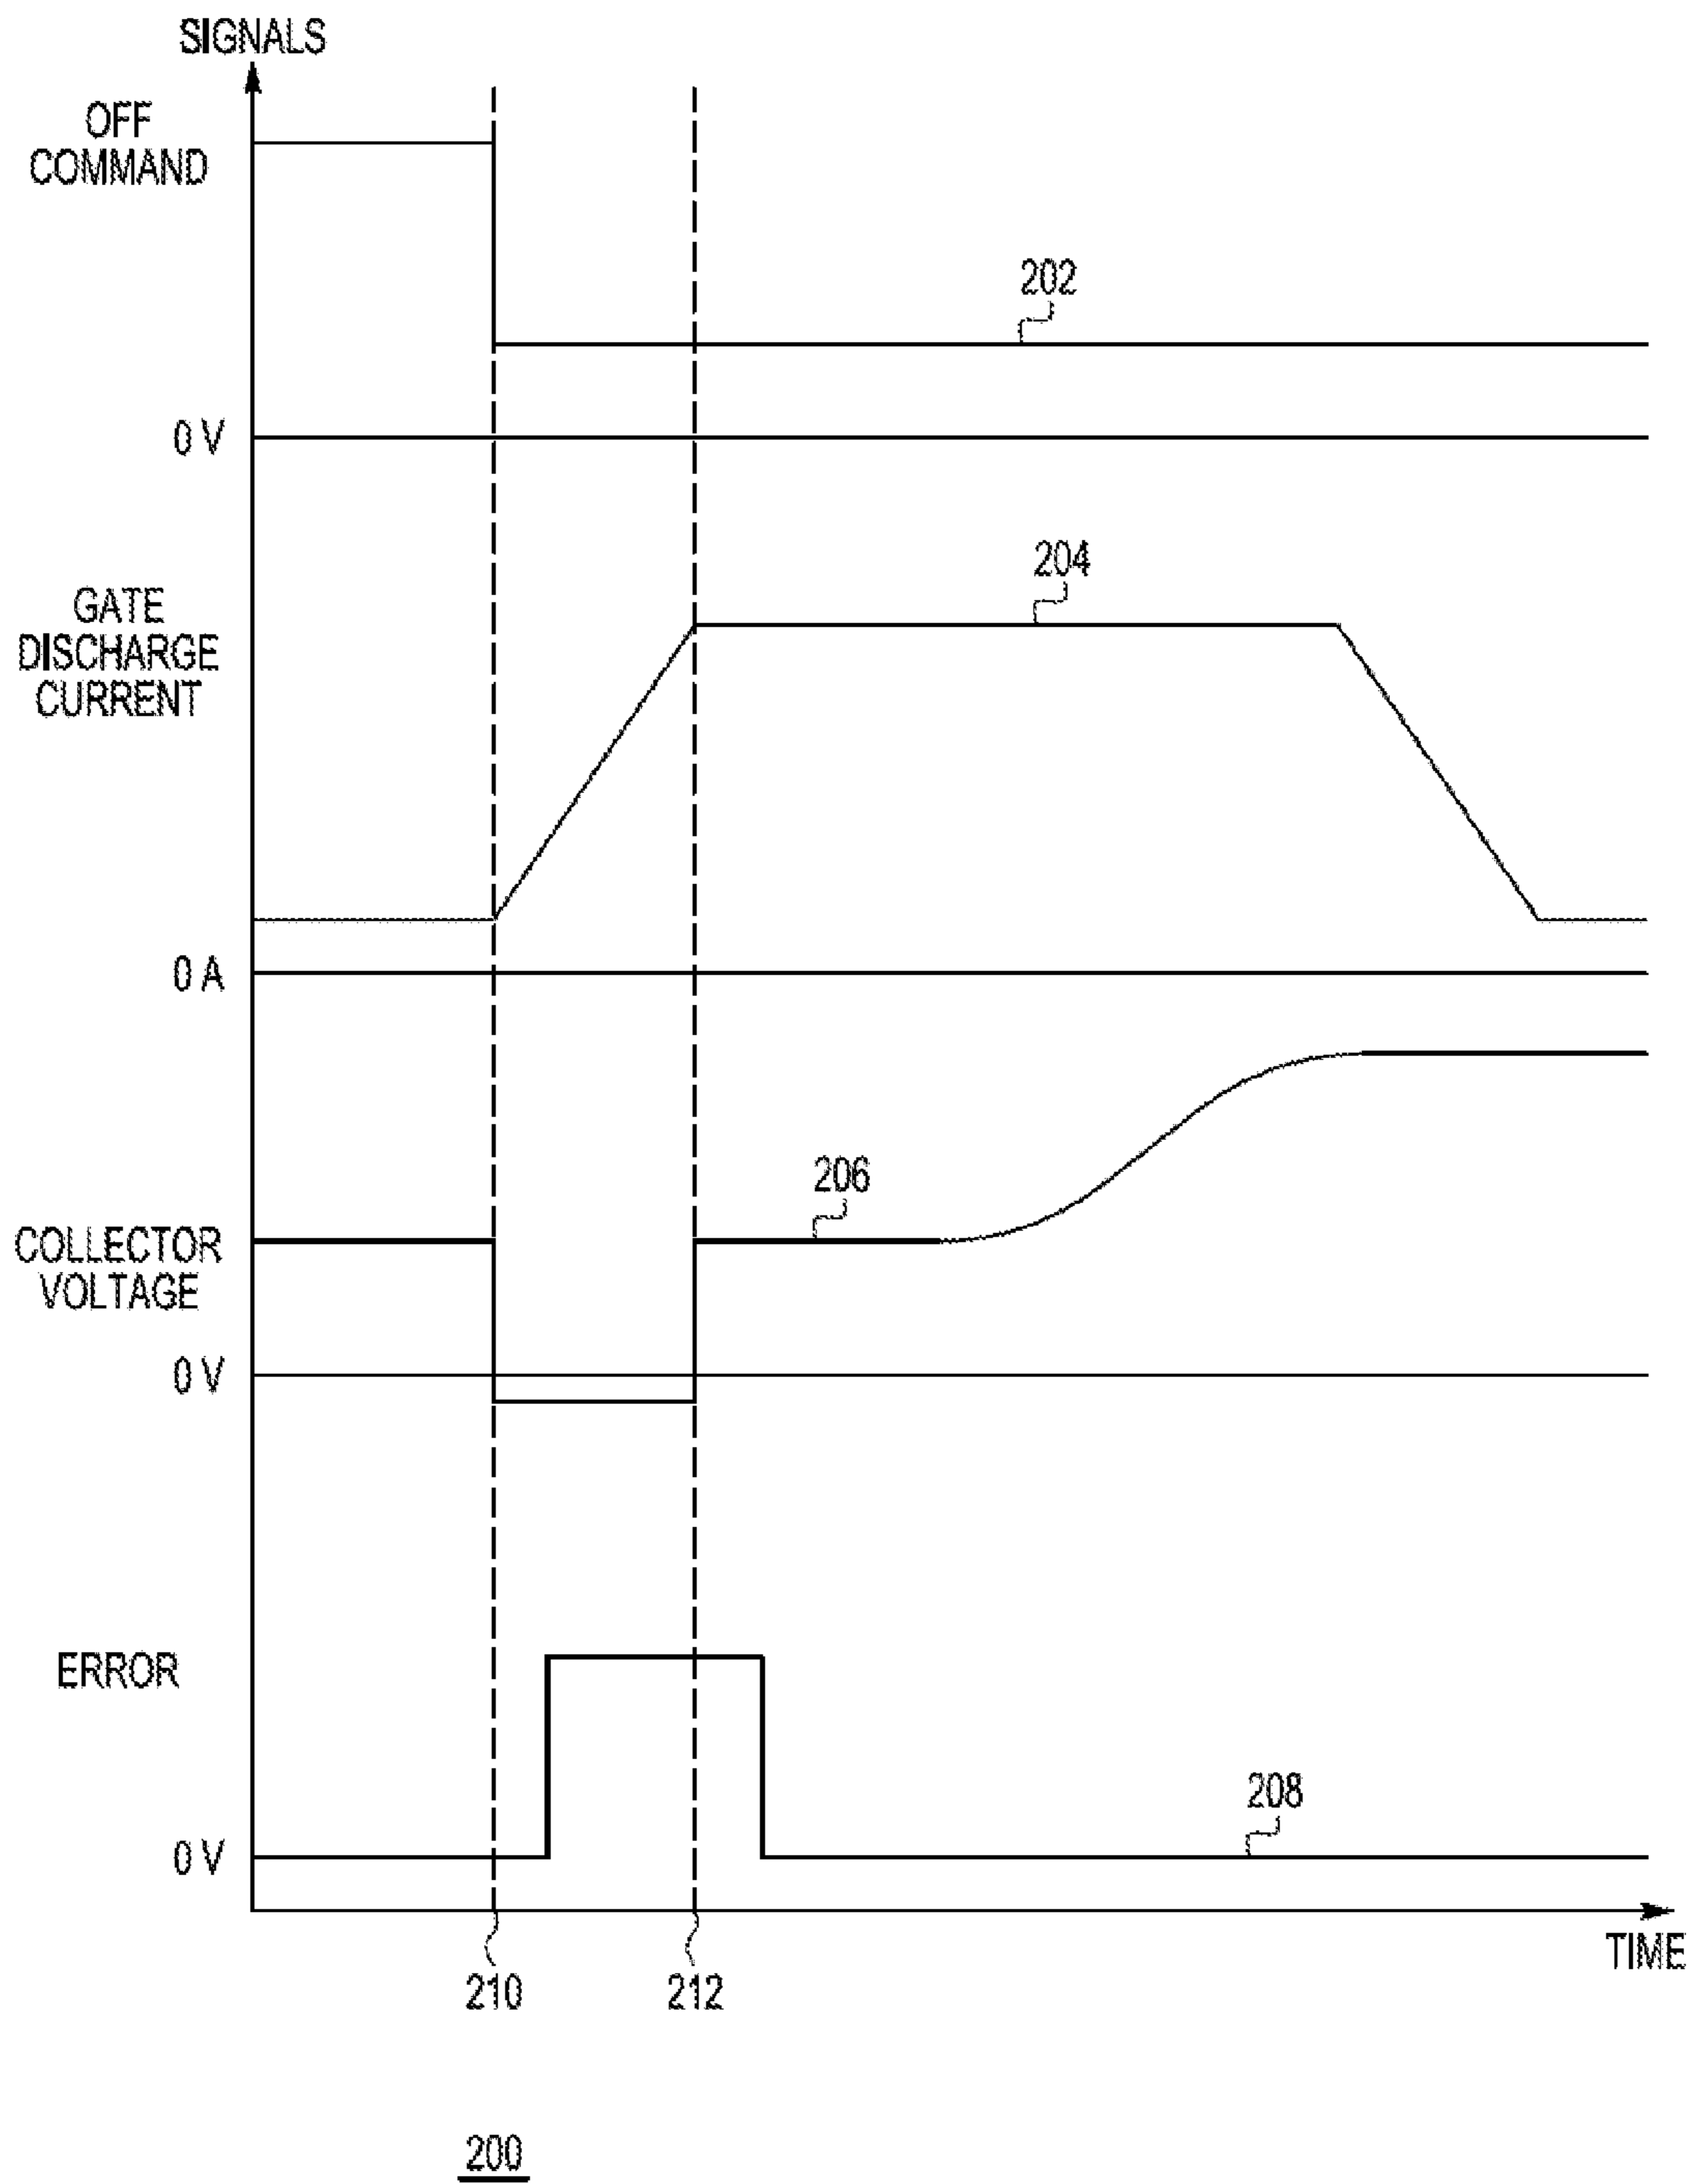 SIGNALS
OFF
COMMAND
202
0 V
204
GATE
DISCHARGE
CURRENT
0 A
206
COLLECTOR
VOLTAGE
0 V
ERROR
208
0 V
TIME
210
212
200